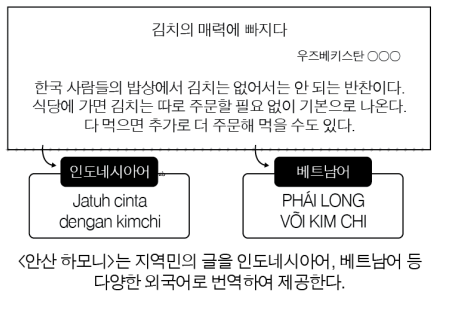 김치의 매력에 빠지다
우즈베키스탄 ○○○
한국 사람들의 밥상에서 김치는 없어서는 안 되는 반찬이다.
식당에 가면 김치는 따로 주문할 필요 없이 기본으로 나온다.
다 먹으면 추가로 더 주문해 먹을 수도 있다.
인도네시아어
Jatuh cinta
dengan kimchi
베트남어
PHÁI LONG
VÕI KIM CHI
<안산 하모니>는 지역민의 글을 인도네시아어, 베트남어 등
다양한 외국어로 번역하여 제공한다.